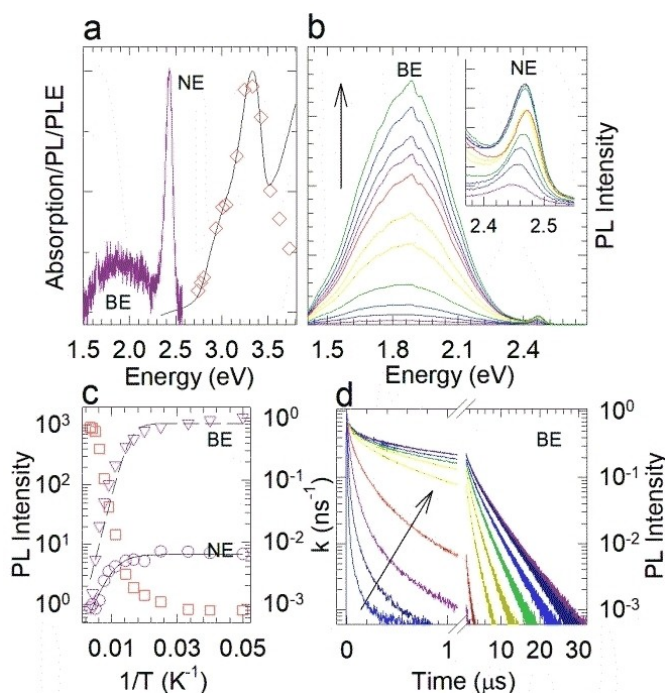 a
NE
BE
Absorption/PL/PLE
1.5 2.0 2.5 3.0 3.5
Energy (eV)
b
BE
NE
2.4 2.5
PL Intensity
1.5 1.8 2.1 2.4
Energy (eV)
c
10³
10²
10¹
10⁰
PL Intensity
BE
NE
10⁰
10⁻¹
10⁻²
10⁻³
k (ns⁻¹)
0.01 0.03 0.05
1/T (K⁻¹)
d
BE
10⁰
10⁻¹
10⁻²
10⁻³
PL Intensity
0 1 10 20 30
Time (μs)